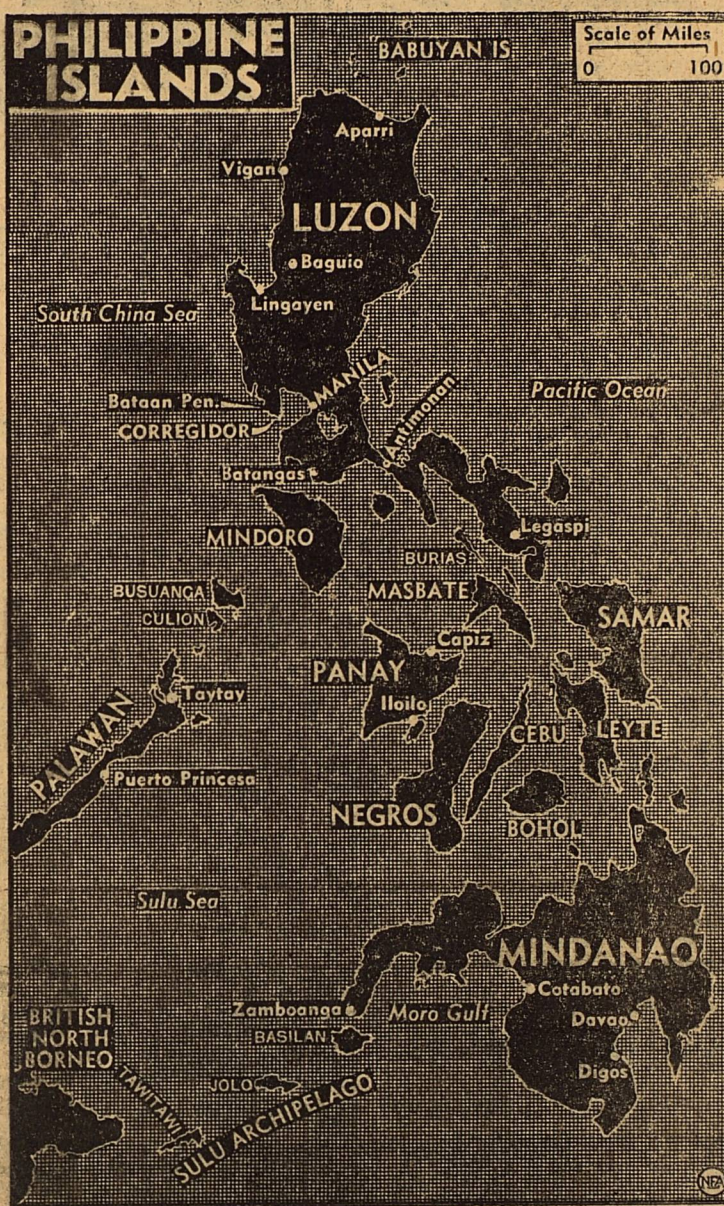 PHILIPPINE
ISLANDS
BABUYAN IS
Scale of Miles
0 100
Aparri
Vigan
LUZON
Baguio
Lingayen
South China Sea
MANILA
Bataan Pen.
CORREGIDOR
Antimonan
Pacific Ocean
Batangas
Legaspi
MINDORO
BURIAS
BUSUANGA
MASBATE
CULION
SAMAR
Capiz
PANAY
Taytay
Iloilo
PALAWAN
CEBU
LEYTE
Puerto Princesa
NEGROS
BOHOL
Sulu Sea
MINDANAO
Cotabato
Zamboanga
Moro Gulf
Davao
BRITISH
NORTH
BORNEO
BASILAN
Digos
TAWITAWI
JOLO
SULU ARCHIPELAGO
NEA